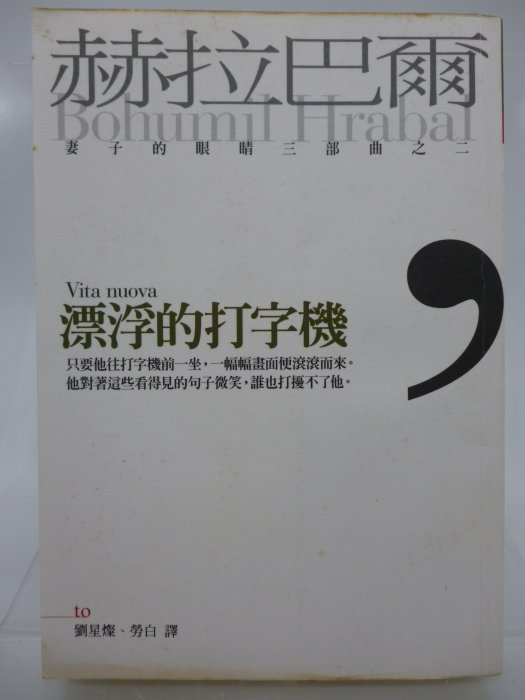 赫拉巴爾
Bohumil Hrabal
妻子的眼睛三部曲之二
Vita nuova
漂浮的打字機
只要他往打字機前一坐，一幅幅畫面便滾滾而來。
他對著這些看得見的句子微笑，誰也打擾不了他。
to
劉星燦、勞白 譯